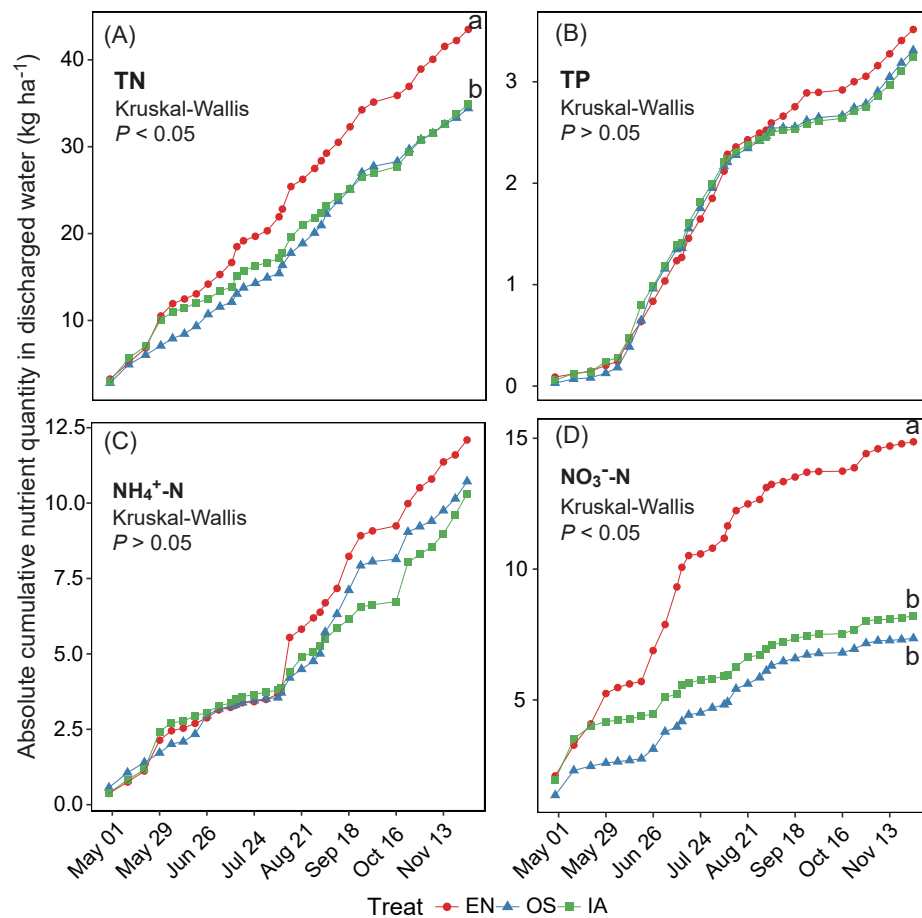 Absolute cumulative nutrient quantity in discharged water (kg ha⁻¹)
(A)
TN
Kruskal-Wallis
P < 0.05
a
b
40
30
20
10
(B)
TP
Kruskal-Wallis
P > 0.05
3
2
1
0
(C)
NH₄⁺-N
Kruskal-Wallis
P > 0.05
12.5
10.0
7.5
5.0
2.5
0.0
May 01
May 29
Jun 26
Jul 24
Aug 21
Sep 18
Oct 16
Nov 13
(D)
NO₃⁻-N
Kruskal-Wallis
P < 0.05
a
b
b
15
10
5
May 01
May 29
Jun 26
Jul 24
Aug 21
Sep 18
Oct 16
Nov 13
Treat EN OS IA